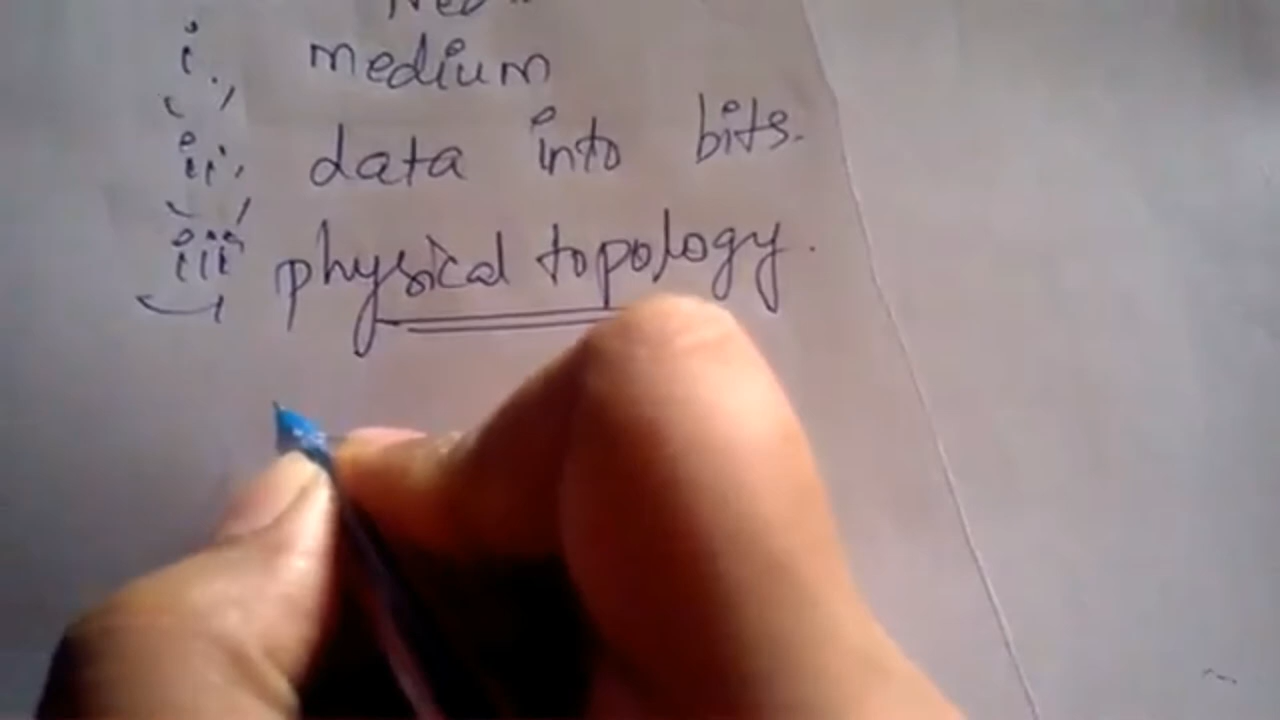 i. medium
ii, data into bits.
iii physical topology.